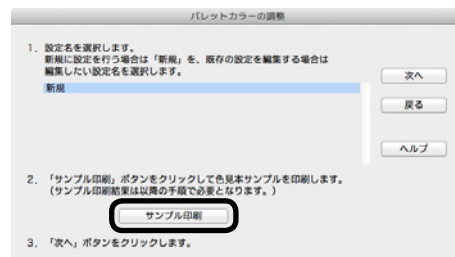 パレットカラーの調整
1. 設定名を選択します。
新規に設定を行う場合は「新規」を、既存の設定を編集する場合は
編集したい設定名を選択します。
新規
次へ
戻る
ヘルプ
2. 「サンプル印刷」ボタンをクリックして色見本サンプルを印刷します。
(サンプル印刷結果は以降の手順で必要となります。)
サンプル印刷
3. 「次へ」ボタンをクリックします。